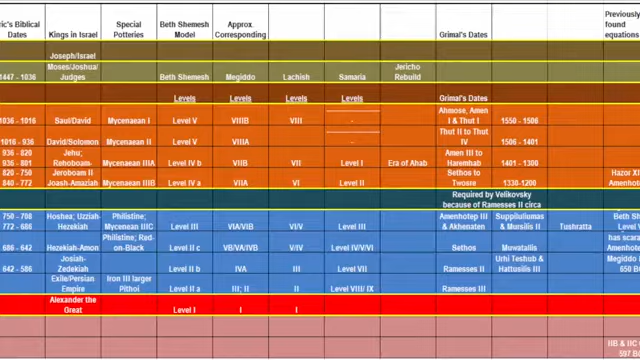 ric's Biblical Dates Kings in Israel Special Potteries Beth Shemesh Model Approx. Corresponding Grimal's Dates Previously found equations
Joseph/Israel
1447 - 1036 Moses/Joshua/ Judges Beth Shemesh Megiddo Lachish Samaria Jericho Rebuild
Levels Levels Levels Levels Grimal's Dates
1036 - 1016 Saul/David Mycenaean I Level V VIIIB VIII - Ahmose, Amen I & Thut I 1550 - 1506
1016 - 936 David/Solomon Mycenaean II Level V VIIIA - Thut II to Thut IV 1506 - 1401
936 - 820 936 - 801 Jehu; Rehoboam- Mycenaean IIIA Level IV b VIIB VII Level I Era of Ahab Amen III to Haremhab 1401 - 1300
820 - 750 840 - 772 Jeroboam II Joash-Amaziah Mycenaean IIIB Level IV a VIIA VI Level II Sethos to Twosre 1338-1200 Hazor XI Amenhote
Required by Velikovsky because of Ramesses II circa
750 - 708 772 - 686 Hoshea; Uzziah- Hezekiah Philistine; Mycenaean IIIC Level III VIA/VIB V/IV Level III Amenhotep III & Akhenaten Suppiluliumas & Mursilis II Tushratta Beth Level
686 - 642 Hezekiah-Amon Philistine; Red-on-Black Level II c VB/VA/IVB IV/V Level IV/V/VI Sethos Muwatallis has scara Amenhote
642 - 586 Josiah- Zedekiah Level II b IVA III Level VII Ramesses II Urhi Teshub & Hattusilis III Megiddo 650 B
Exile/Persian Empire Iron III larger Pithoi Level II a III; II II Level VIII/ IX Ramesses III
Alexander the Great Level I I I
IIB & IIC 597 B